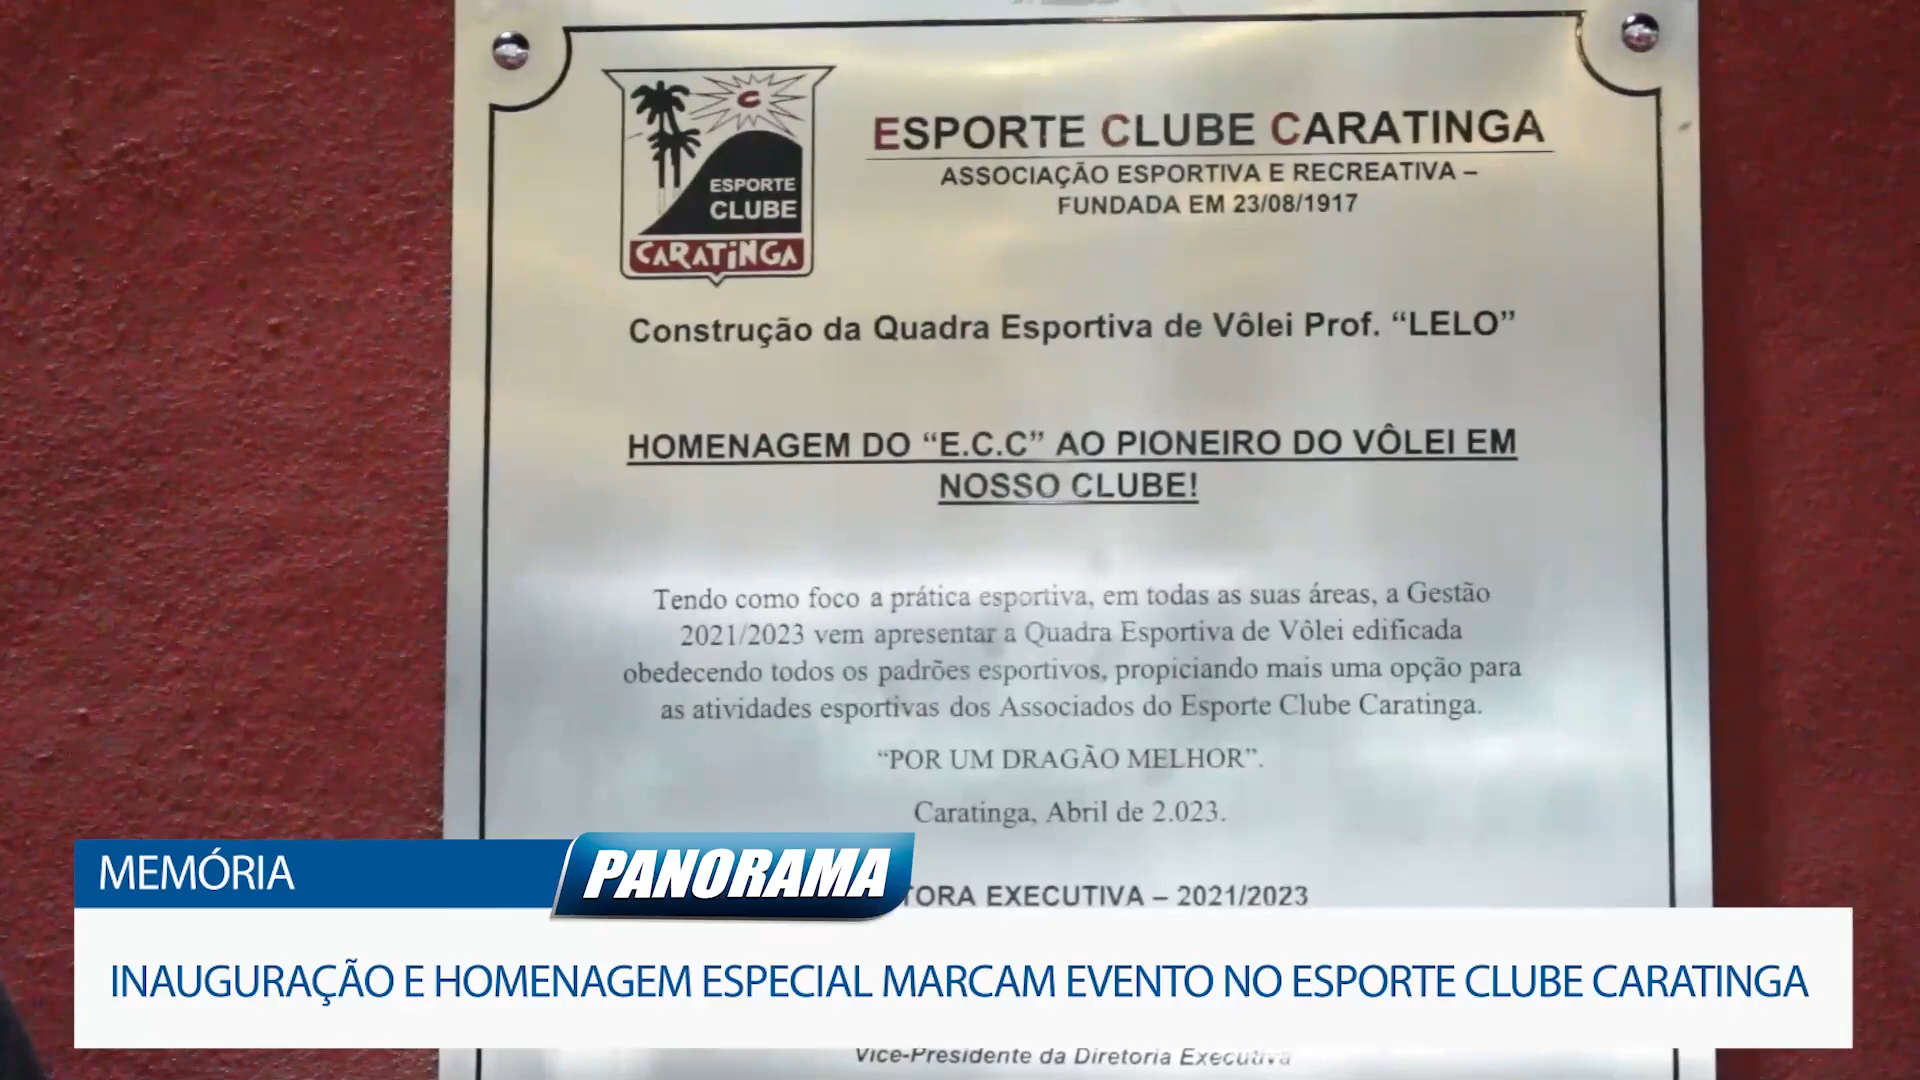 C
ESPORTE
CLUBE
CARATINGA
ESPORTE CLUBE CARATINGA
ASSOCIAÇÃO ESPORTIVA E RECREATIVA –
FUNDADA EM 23/08/1917
Construção da Quadra Esportiva de Vôlei Prof. “LELO”
HOMENAGEM DO “E.C.C” AO PIONEIRO DO VÔLEI EM
NOSSO CLUBE!
Tendo como foco a prática esportiva, em todas as suas áreas, a Gestão
2021/2023 vem apresentar a Quadra Esportiva de Vôlei edificada
obedecendo todos os padrões esportivos, propiciando mais uma opção para
as atividades esportivas dos Associados do Esporte Clube Caratinga.
“POR UM DRAGÃO MELHOR”.
Caratinga, Abril de 2.023.
TORA EXECUTIVA – 2021/2023
MEMÓRIA
PANORAMA
INAUGURAÇÃO E HOMENAGEM ESPECIAL MARCAM EVENTO NO ESPORTE CLUBE CARATINGA
Vice-Presidente da Diretoria Executiva